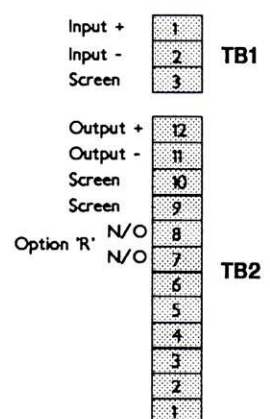 Input + 1
Input - 2 TB1
Screen 3
Output + 12
Output - 11
Screen 10
Screen 9
N/O 8
Option 'R'
N/O 7
6 TB2
5
4
3
2
1